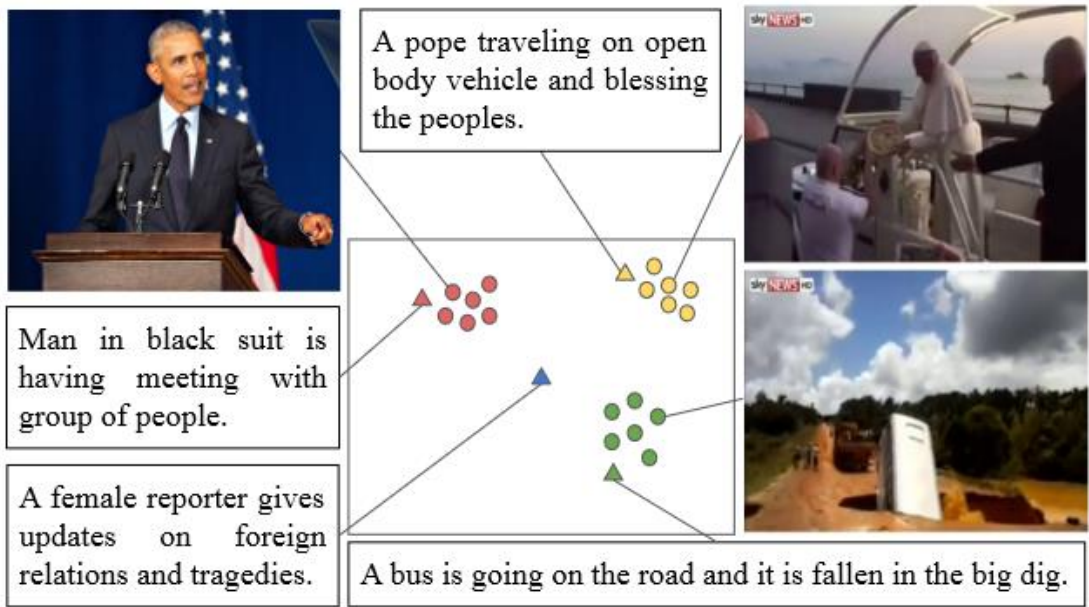 A pope traveling on open
body vehicle and blessing
the peoples.
sky NEWS HD
Man in black suit is
having meeting with
group of people.
sky NEWS HD
A female reporter gives
updates on foreign
relations and tragedies.
A bus is going on the road and it is fallen in the big dig.